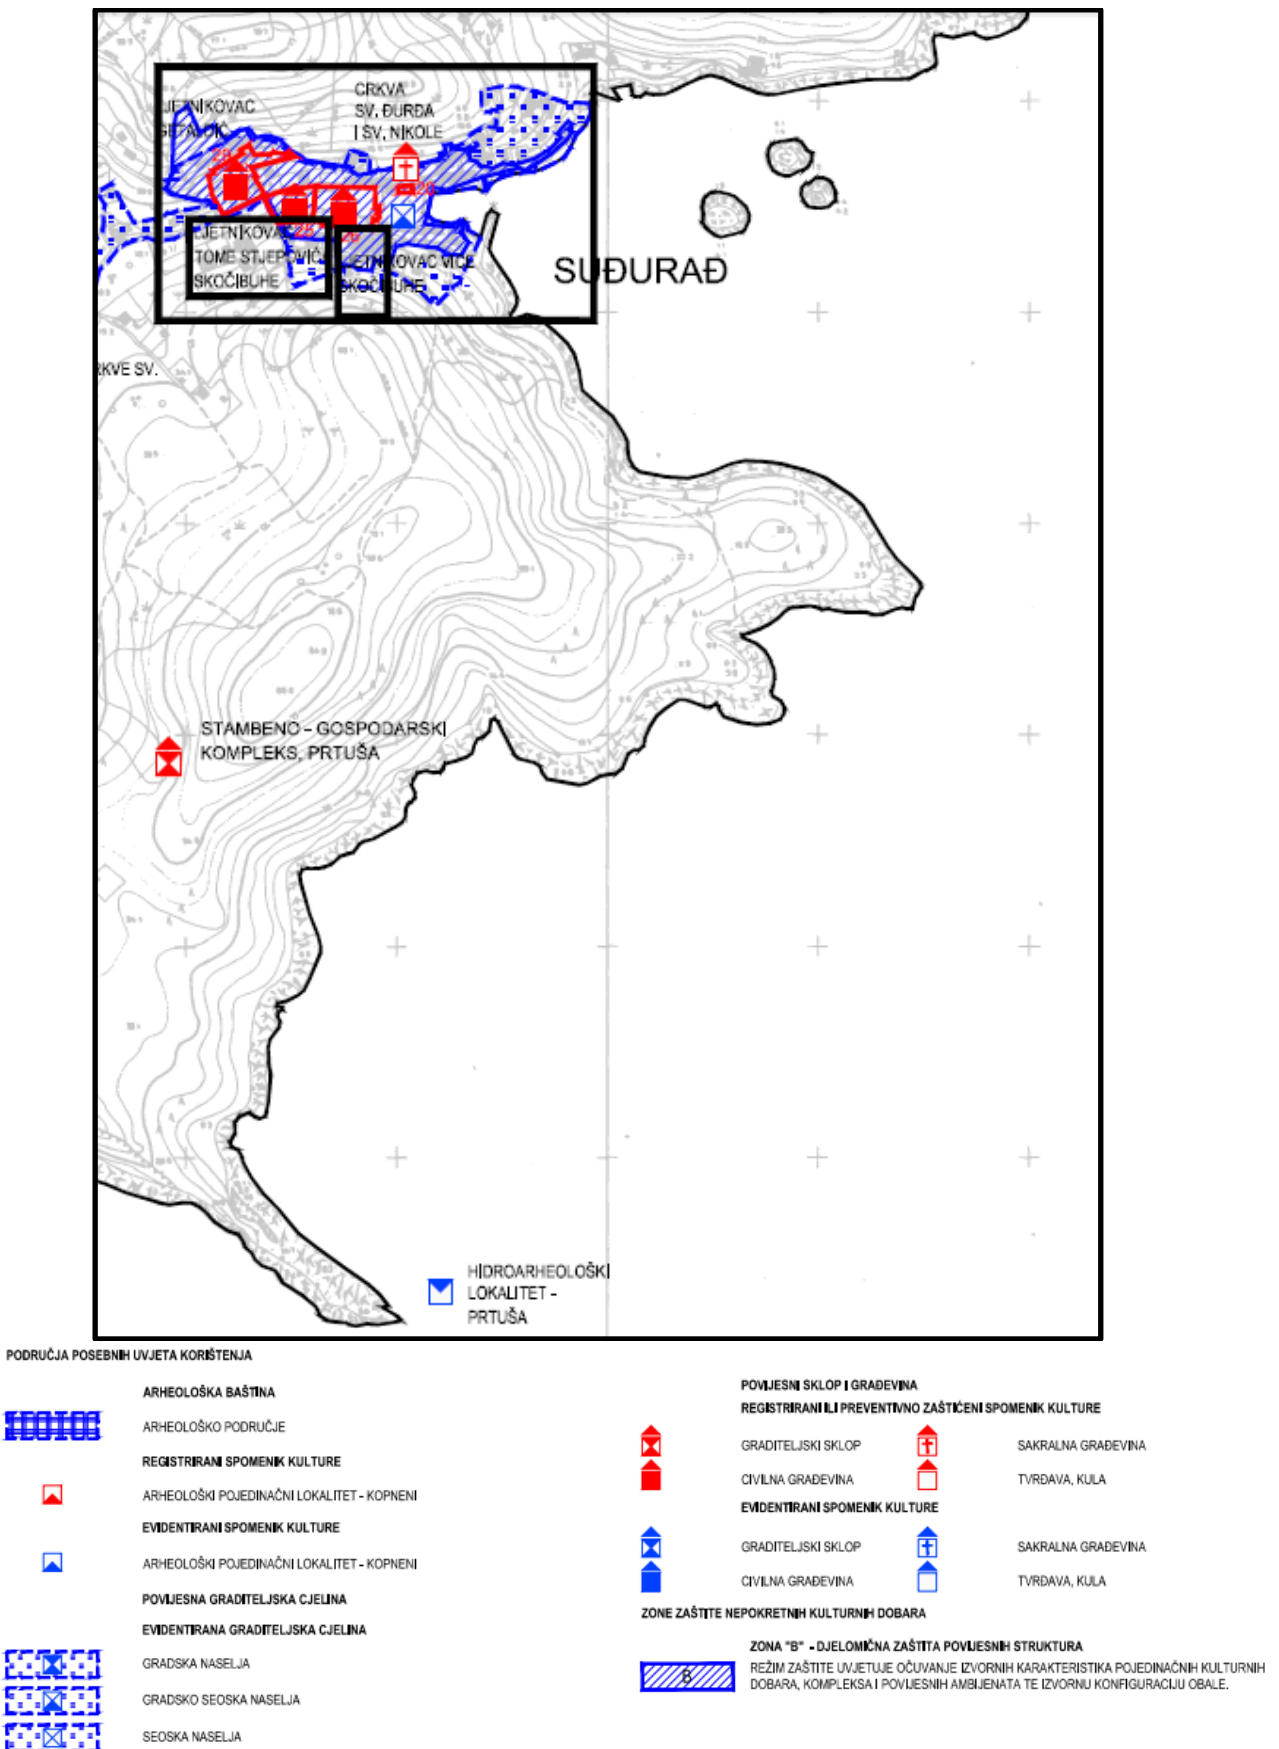 CRKVA
SV. ĐURĐA
I SV. NIKOLE
SUĐURAĐ
TOME STJEPOVIĆ
SKOČIBUHE
SKOČIBUHE
SV.
STAMBENO - GOSPODARSKI
KOMPLEKS, PRTUŠA
HIDROARHEOLOŠKI
LOKALITET -
PRTUŠA
PODRUČJA POSEBNIH UVJETA KORIŠTENJA
ARHEOLOŠKA BAŠTINA
ARHEOLOŠKO PODRUČJE
REGISTRIRANI SPOMENIK KULTURE
ARHEOLOŠKI POJEDINAČNI LOKALITET - KOPNENI
EVIDENTIRANI SPOMENIK KULTURE
ARHEOLOŠKI POJEDINAČNI LOKALITET - KOPNENI
POVIJESNA GRADITELJSKA CJELINA
EVIDENTIRANA GRADITELJSKA CJELINA
GRADSKA NASELJA
GRADSKO SEOSKA NASELJA
SEOSKA NASELJA
POVIJESNI SKLOP I GRAĐEVINA
REGISTRIRANI ILI PREVENTIVNO ZAŠTIĆENI SPOMENIK KULTURE
GRADITELJSKI SKLOP SAKRALNA GRAĐEVINA
CIVILNA GRAĐEVINA TVRĐAVA, KULA
EVIDENTIRANI SPOMENIK KULTURE
GRADITELJSKI SKLOP SAKRALNA GRAĐEVINA
CIVILNA GRAĐEVINA TVRĐAVA, KULA
ZONE ZAŠTITE NEPOKRETNIH KULTURNIH DOBARA
ZONA "B" - DJELOMIČNA ZAŠTITA POVIJESNIH STRUKTURA
B
REŽIM ZAŠTITE UVJETUJE OČUVANJE IZVORNIH KARAKTERISTIKA POJEDINAČNIH KULTURNIH
DOBARA, KOMPLEKSA I POVIJESNIH AMBIJENATA TE IZVORNU KONFIGURACIJU OBALE.